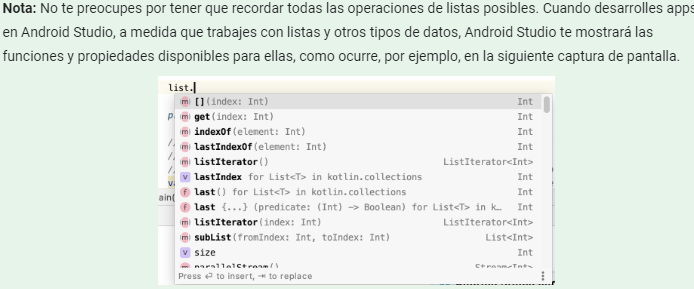 Nota: No te preocupes por tener que recordar todas las operaciones de listas posibles. Cuando desarrolles apps
en Android Studio, a medida que trabajes con listas y otros tipos de datos, Android Studio te mostrará las
funciones y propiedades disponibles para ellas, como ocurre, por ejemplo, en la siguiente captura de pantalla.
list.
m [](index: Int) Int
m get(index: Int) Int
m indexOf(element: Int) Int
m lastIndexOf(element: Int) Int
m listIterator() ListIterator<Int>
v lastIndex for List<T> in kotlin.collections Int
f last() for List<T> in kotlin.collections Int
f last {...} (predicate: (Int) -> Boolean) for List<T> in k… Int
m listIterator(index: Int) ListIterator<Int>
m subList(fromIndex: Int, toIndex: Int) List<Int>
v size Int
m parallelStream() Stream<Int>
Press ↵ to insert, ⇥ to replace